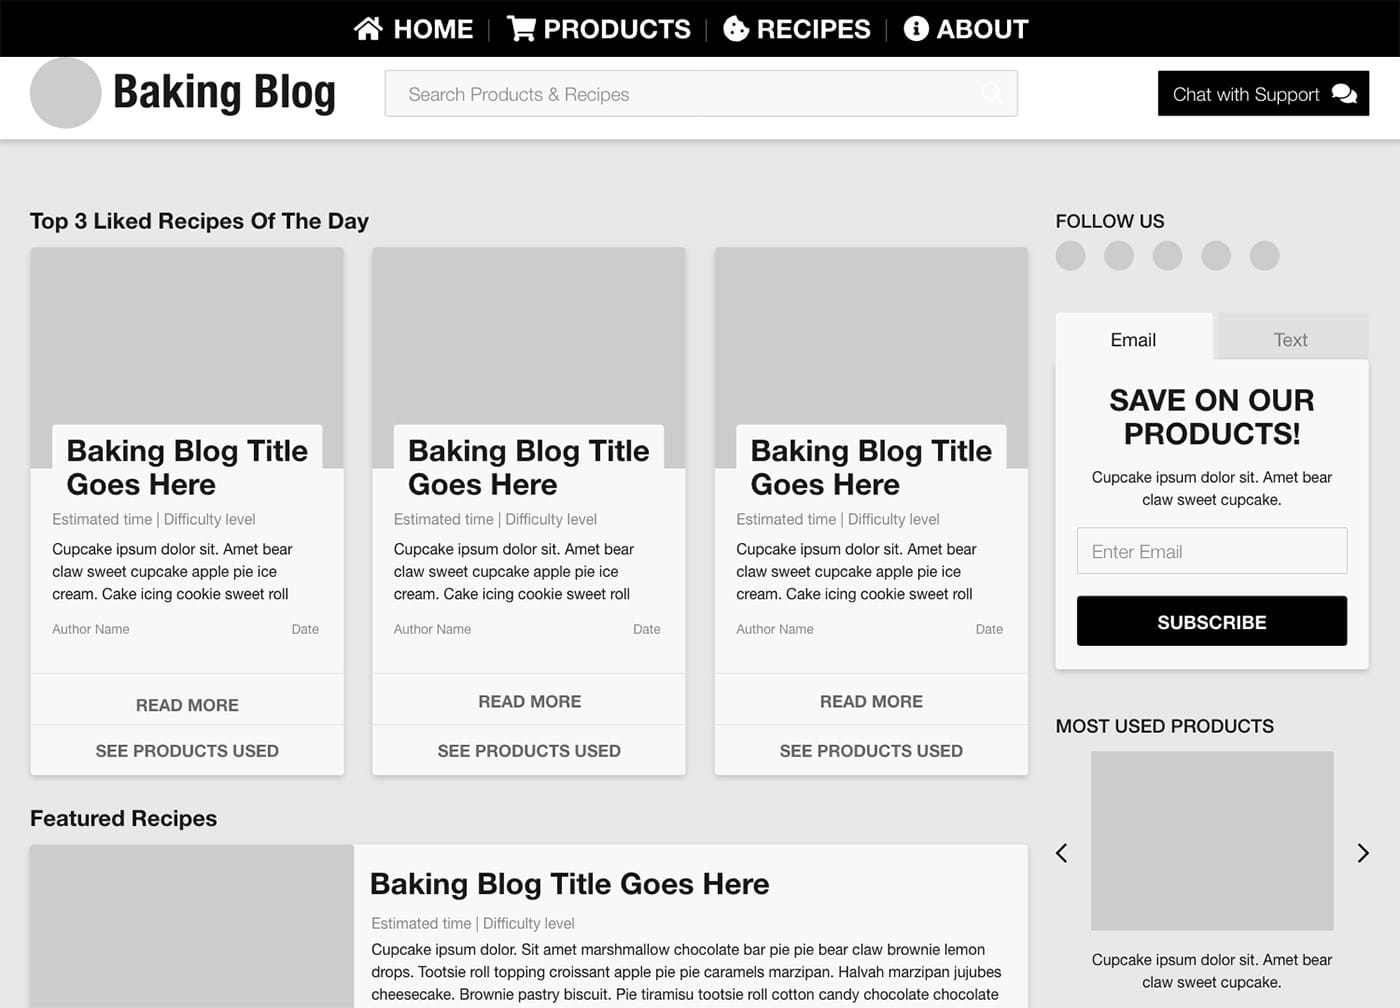 HOME | PRODUCTS | RECIPES | ABOUT
Baking Blog
Search Products & Recipes
Chat with Support
Top 3 Liked Recipes Of The Day
Baking Blog Title
Goes Here
Estimated time | Difficulty level
Cupcake ipsum dolor sit. Amet bear
claw sweet cupcake apple pie ice
cream. Cake icing cookie sweet roll
Author Name Date
READ MORE
SEE PRODUCTS USED
Baking Blog Title
Goes Here
Estimated time | Difficulty level
Cupcake ipsum dolor sit. Amet bear
claw sweet cupcake apple pie ice
cream. Cake icing cookie sweet roll
Author Name Date
READ MORE
SEE PRODUCTS USED
Baking Blog Title
Goes Here
Estimated time | Difficulty level
Cupcake ipsum dolor sit. Amet bear
claw sweet cupcake apple pie ice
cream. Cake icing cookie sweet roll
Author Name Date
READ MORE
SEE PRODUCTS USED
Featured Recipes
Baking Blog Title Goes Here
Estimated time | Difficulty level
Cupcake ipsum dolor. Sit amet marshmallow chocolate bar pie pie bear claw brownie lemon
drops. Tootsie roll topping croissant apple pie pie caramels marzipan. Halvah marzipan jujubes
cheesecake. Brownie pastry biscuit. Pie tiramisu tootsie roll cotton candy chocolate chocolate
FOLLOW US
Email Text
SAVE ON OUR
PRODUCTS!
Cupcake ipsum dolor sit. Amet bear
claw sweet cupcake.
Enter Email
SUBSCRIBE
MOST USED PRODUCTS
Cupcake ipsum dolor sit. Amet bear
claw sweet cupcake.